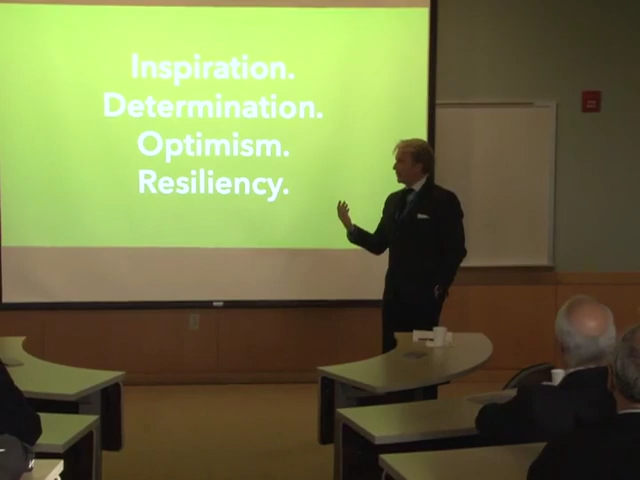 Inspiration.
Determination.
Optimism.
Resiliency.